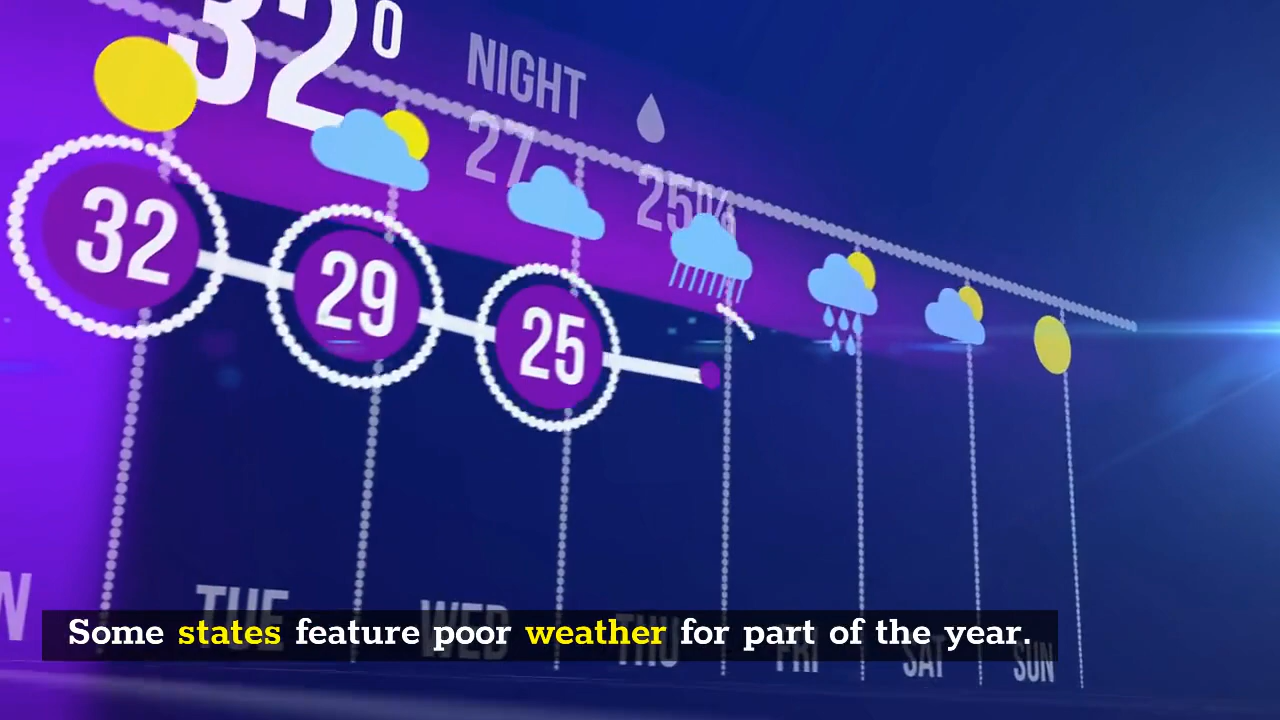 32°
NIGHT
27
25%
32
29
25
TUE
WED
THU
FRI
SAT
SUN
Some states feature poor weather for part of the year.